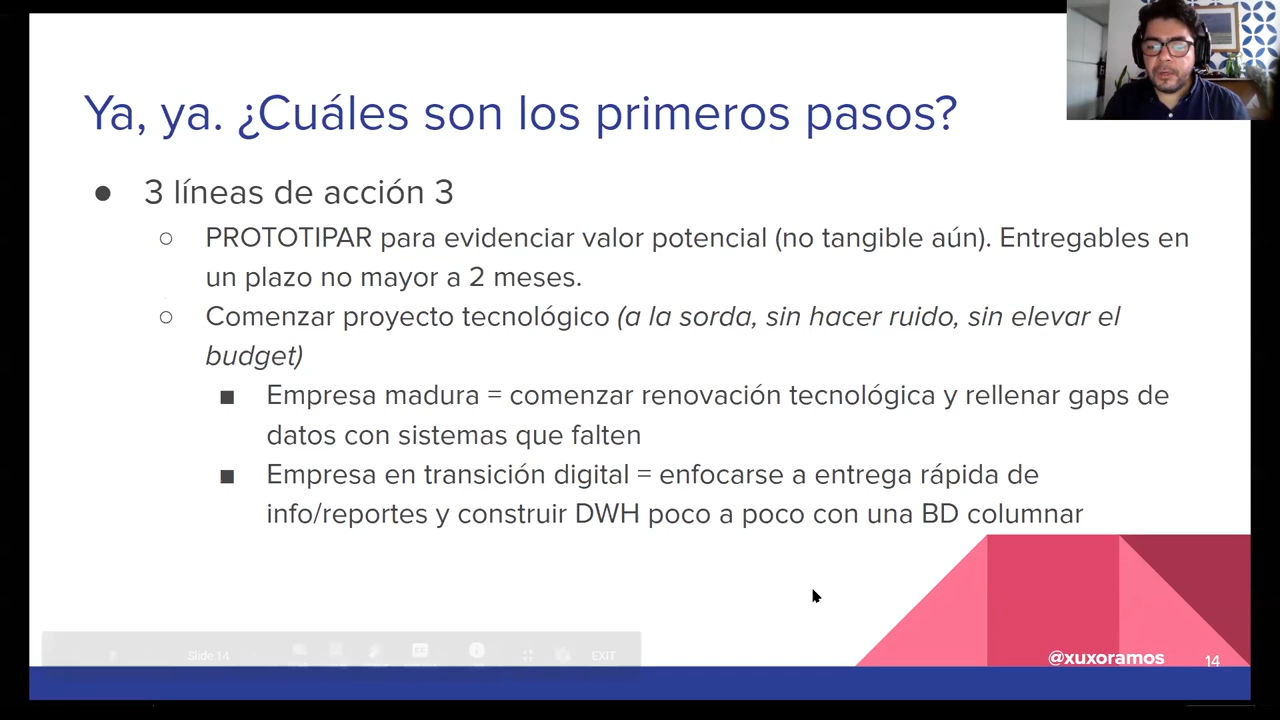 Ya, ya. ¿Cuáles son los primeros pasos?
● 3 líneas de acción 3
○ PROTOTIPAR para evidenciar valor potencial (no tangible aún). Entregables en
un plazo no mayor a 2 meses.
○ Comenzar proyecto tecnológico (a la sorda, sin hacer ruido, sin elevar el
budget)
■ Empresa madura = comenzar renovación tecnológica y rellenar gaps de
datos con sistemas que falten
■ Empresa en transición digital = enfocarse a entrega rápida de
info/reportes y construir DWH poco a poco con una BD columnar
Slide 14
EXIT
@xuxoramos
14